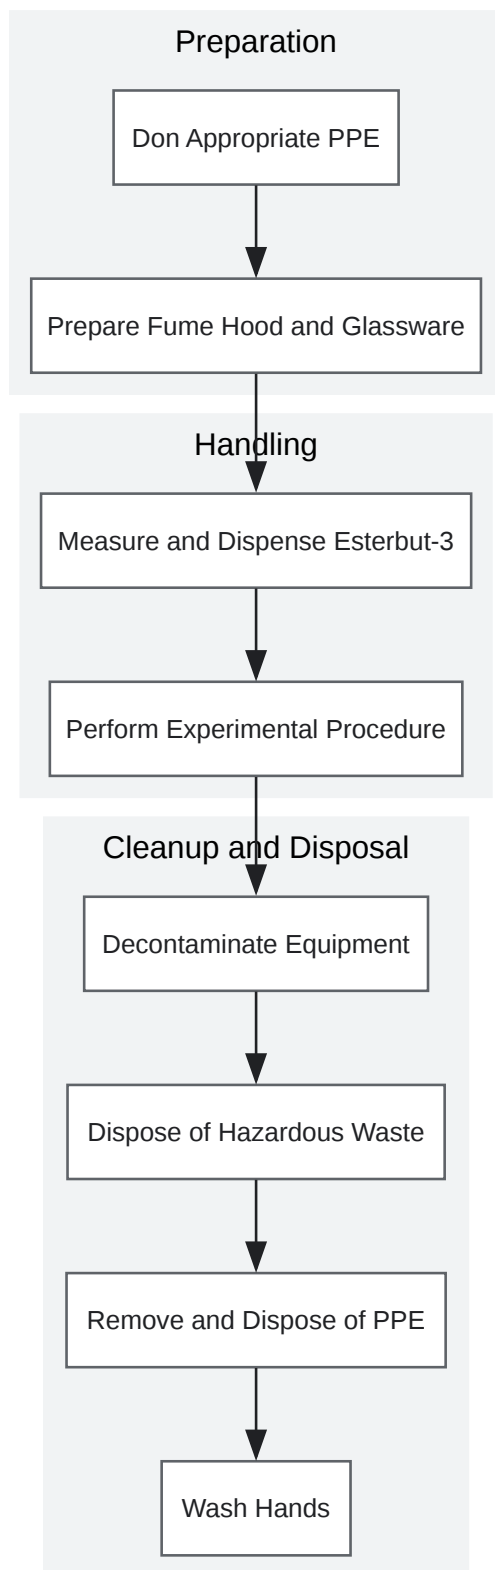 Preparation
Don Appropriate PPE
Prepare Fume Hood and Glassware
Handling
Measure and Dispense Esterbut-3
Perform Experimental Procedure
Cleanup and Disposal
Decontaminate Equipment
Dispose of Hazardous Waste
Remove and Dispose of PPE
Wash Hands